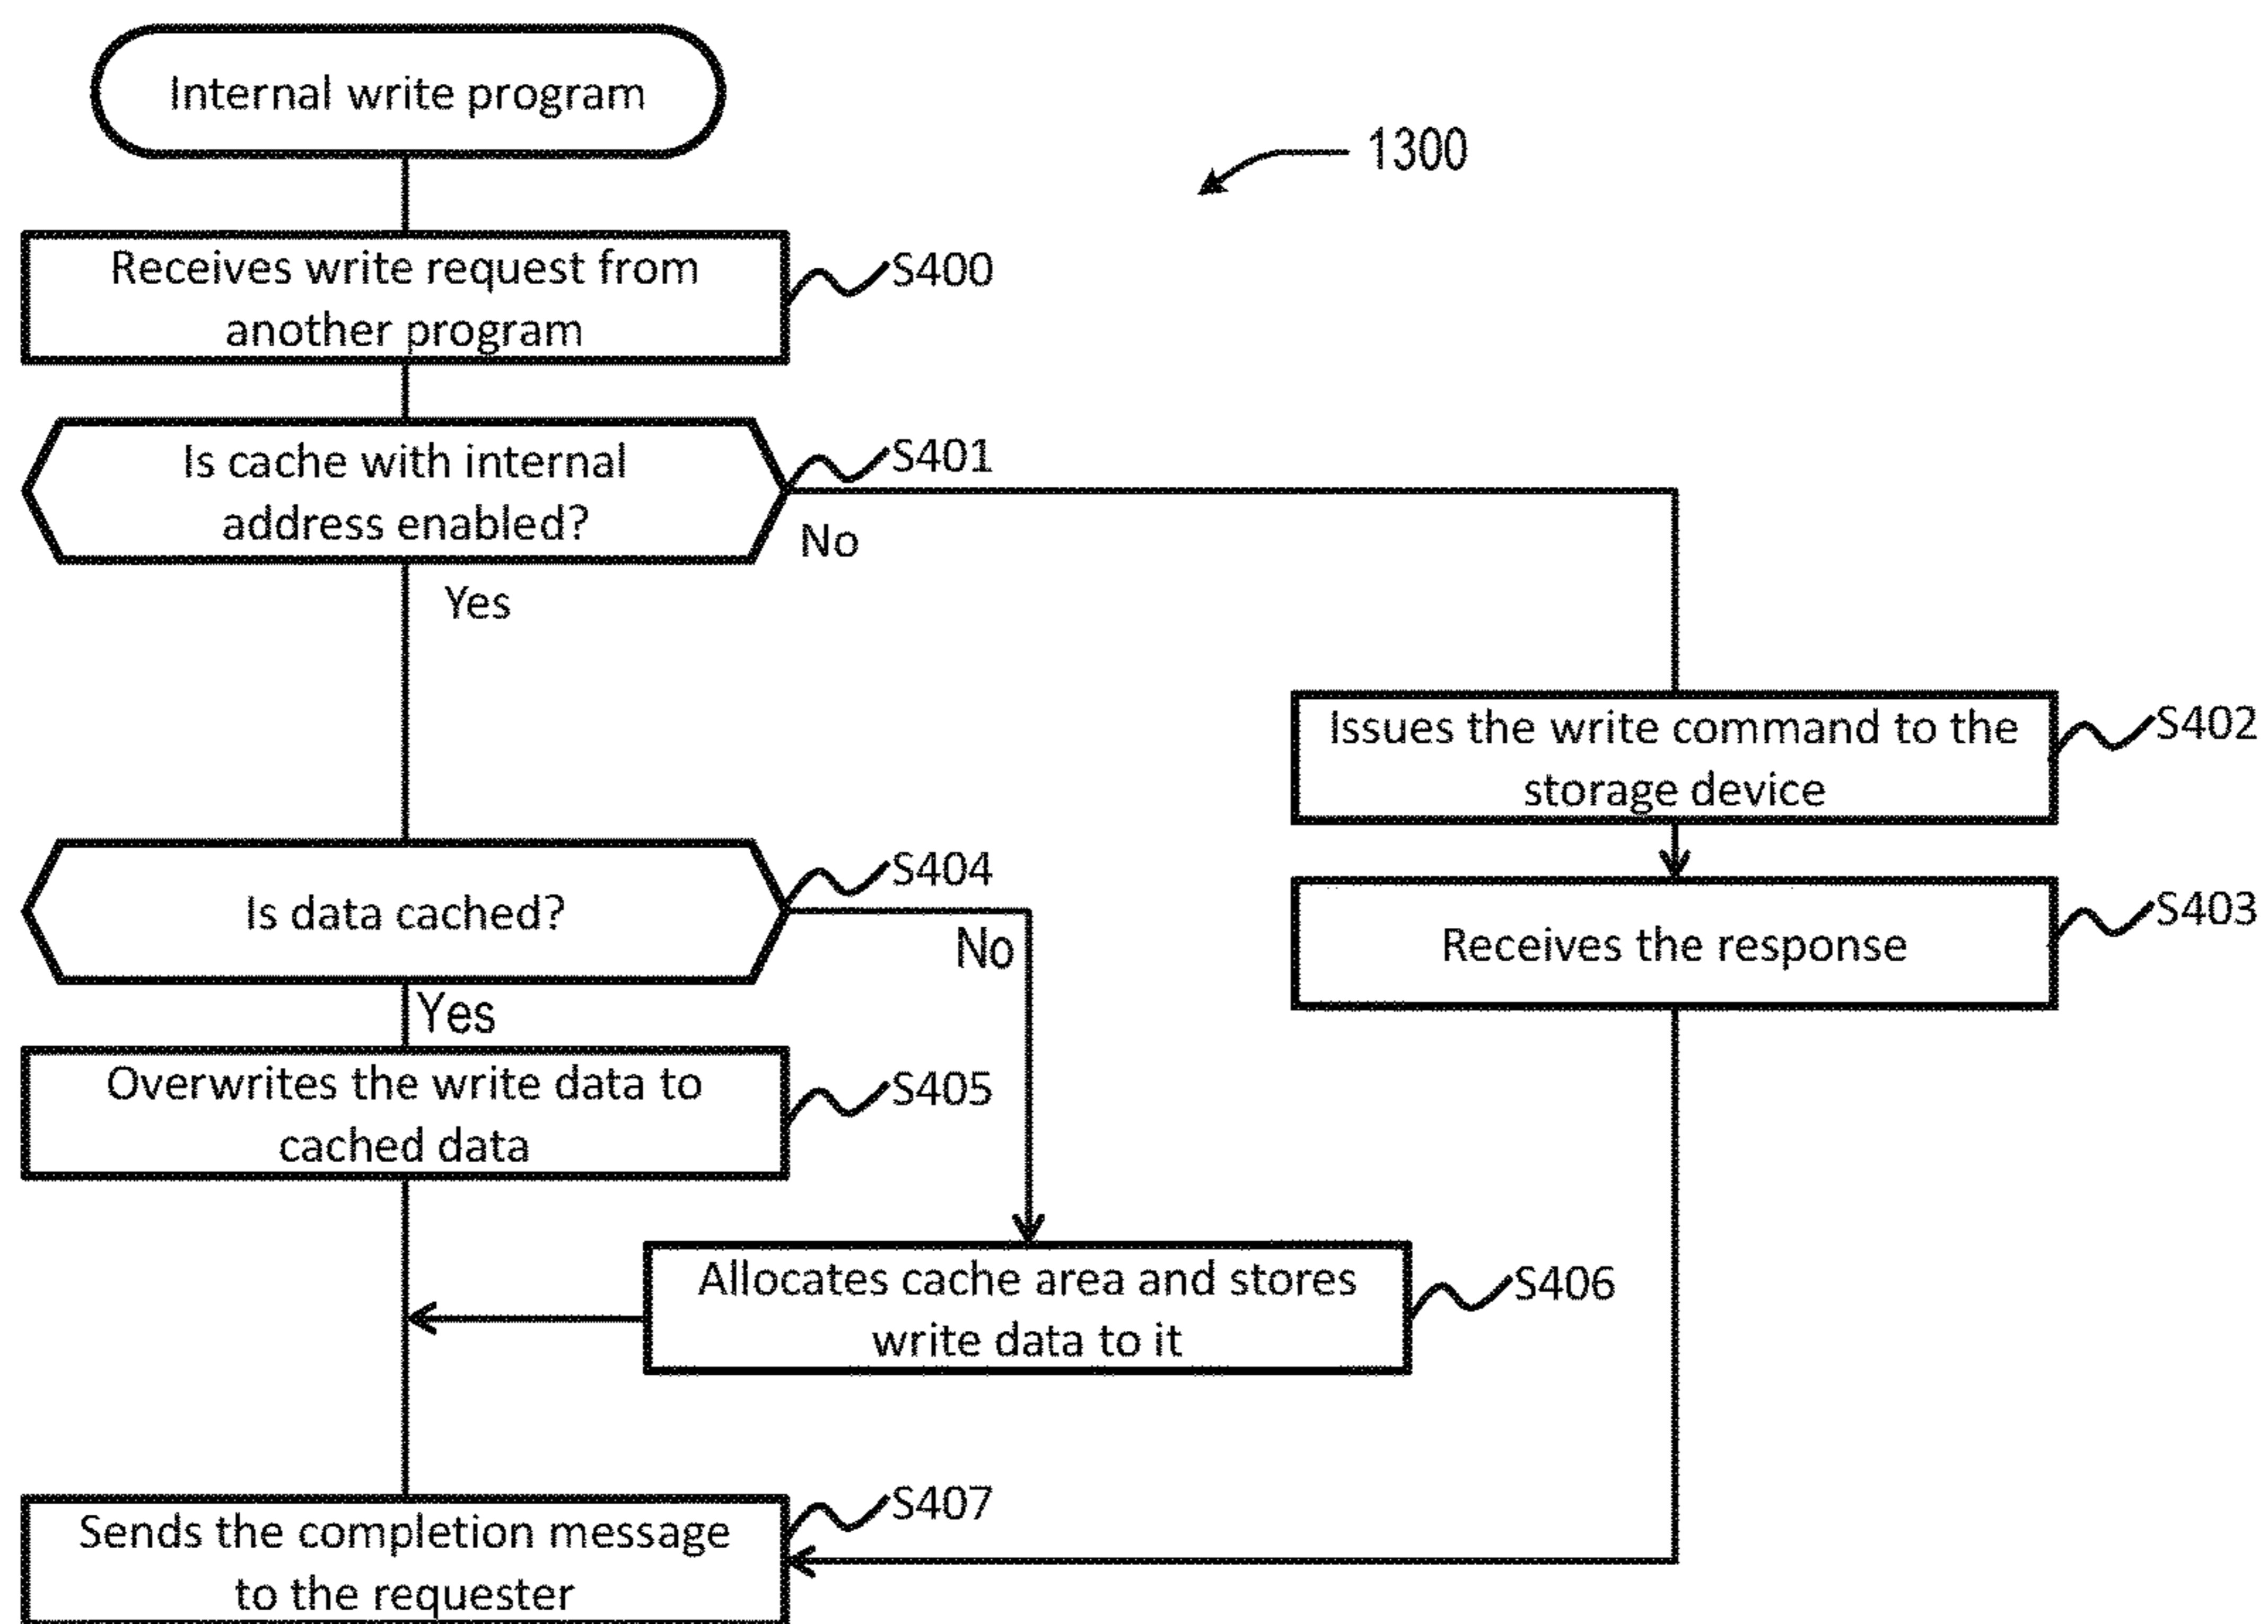 Internal write program
1300
Receives write request from
another program
S400
Is cache with internal
address enabled?
S401
No
Yes
Issues the write command to the
storage device
S402
Is data cached?
S404
No
Yes
Receives the response
S403
Overwrites the write data to
cached data
S405
Allocates cache area and stores
write data to it
S406
Sends the completion message
to the requester
S407